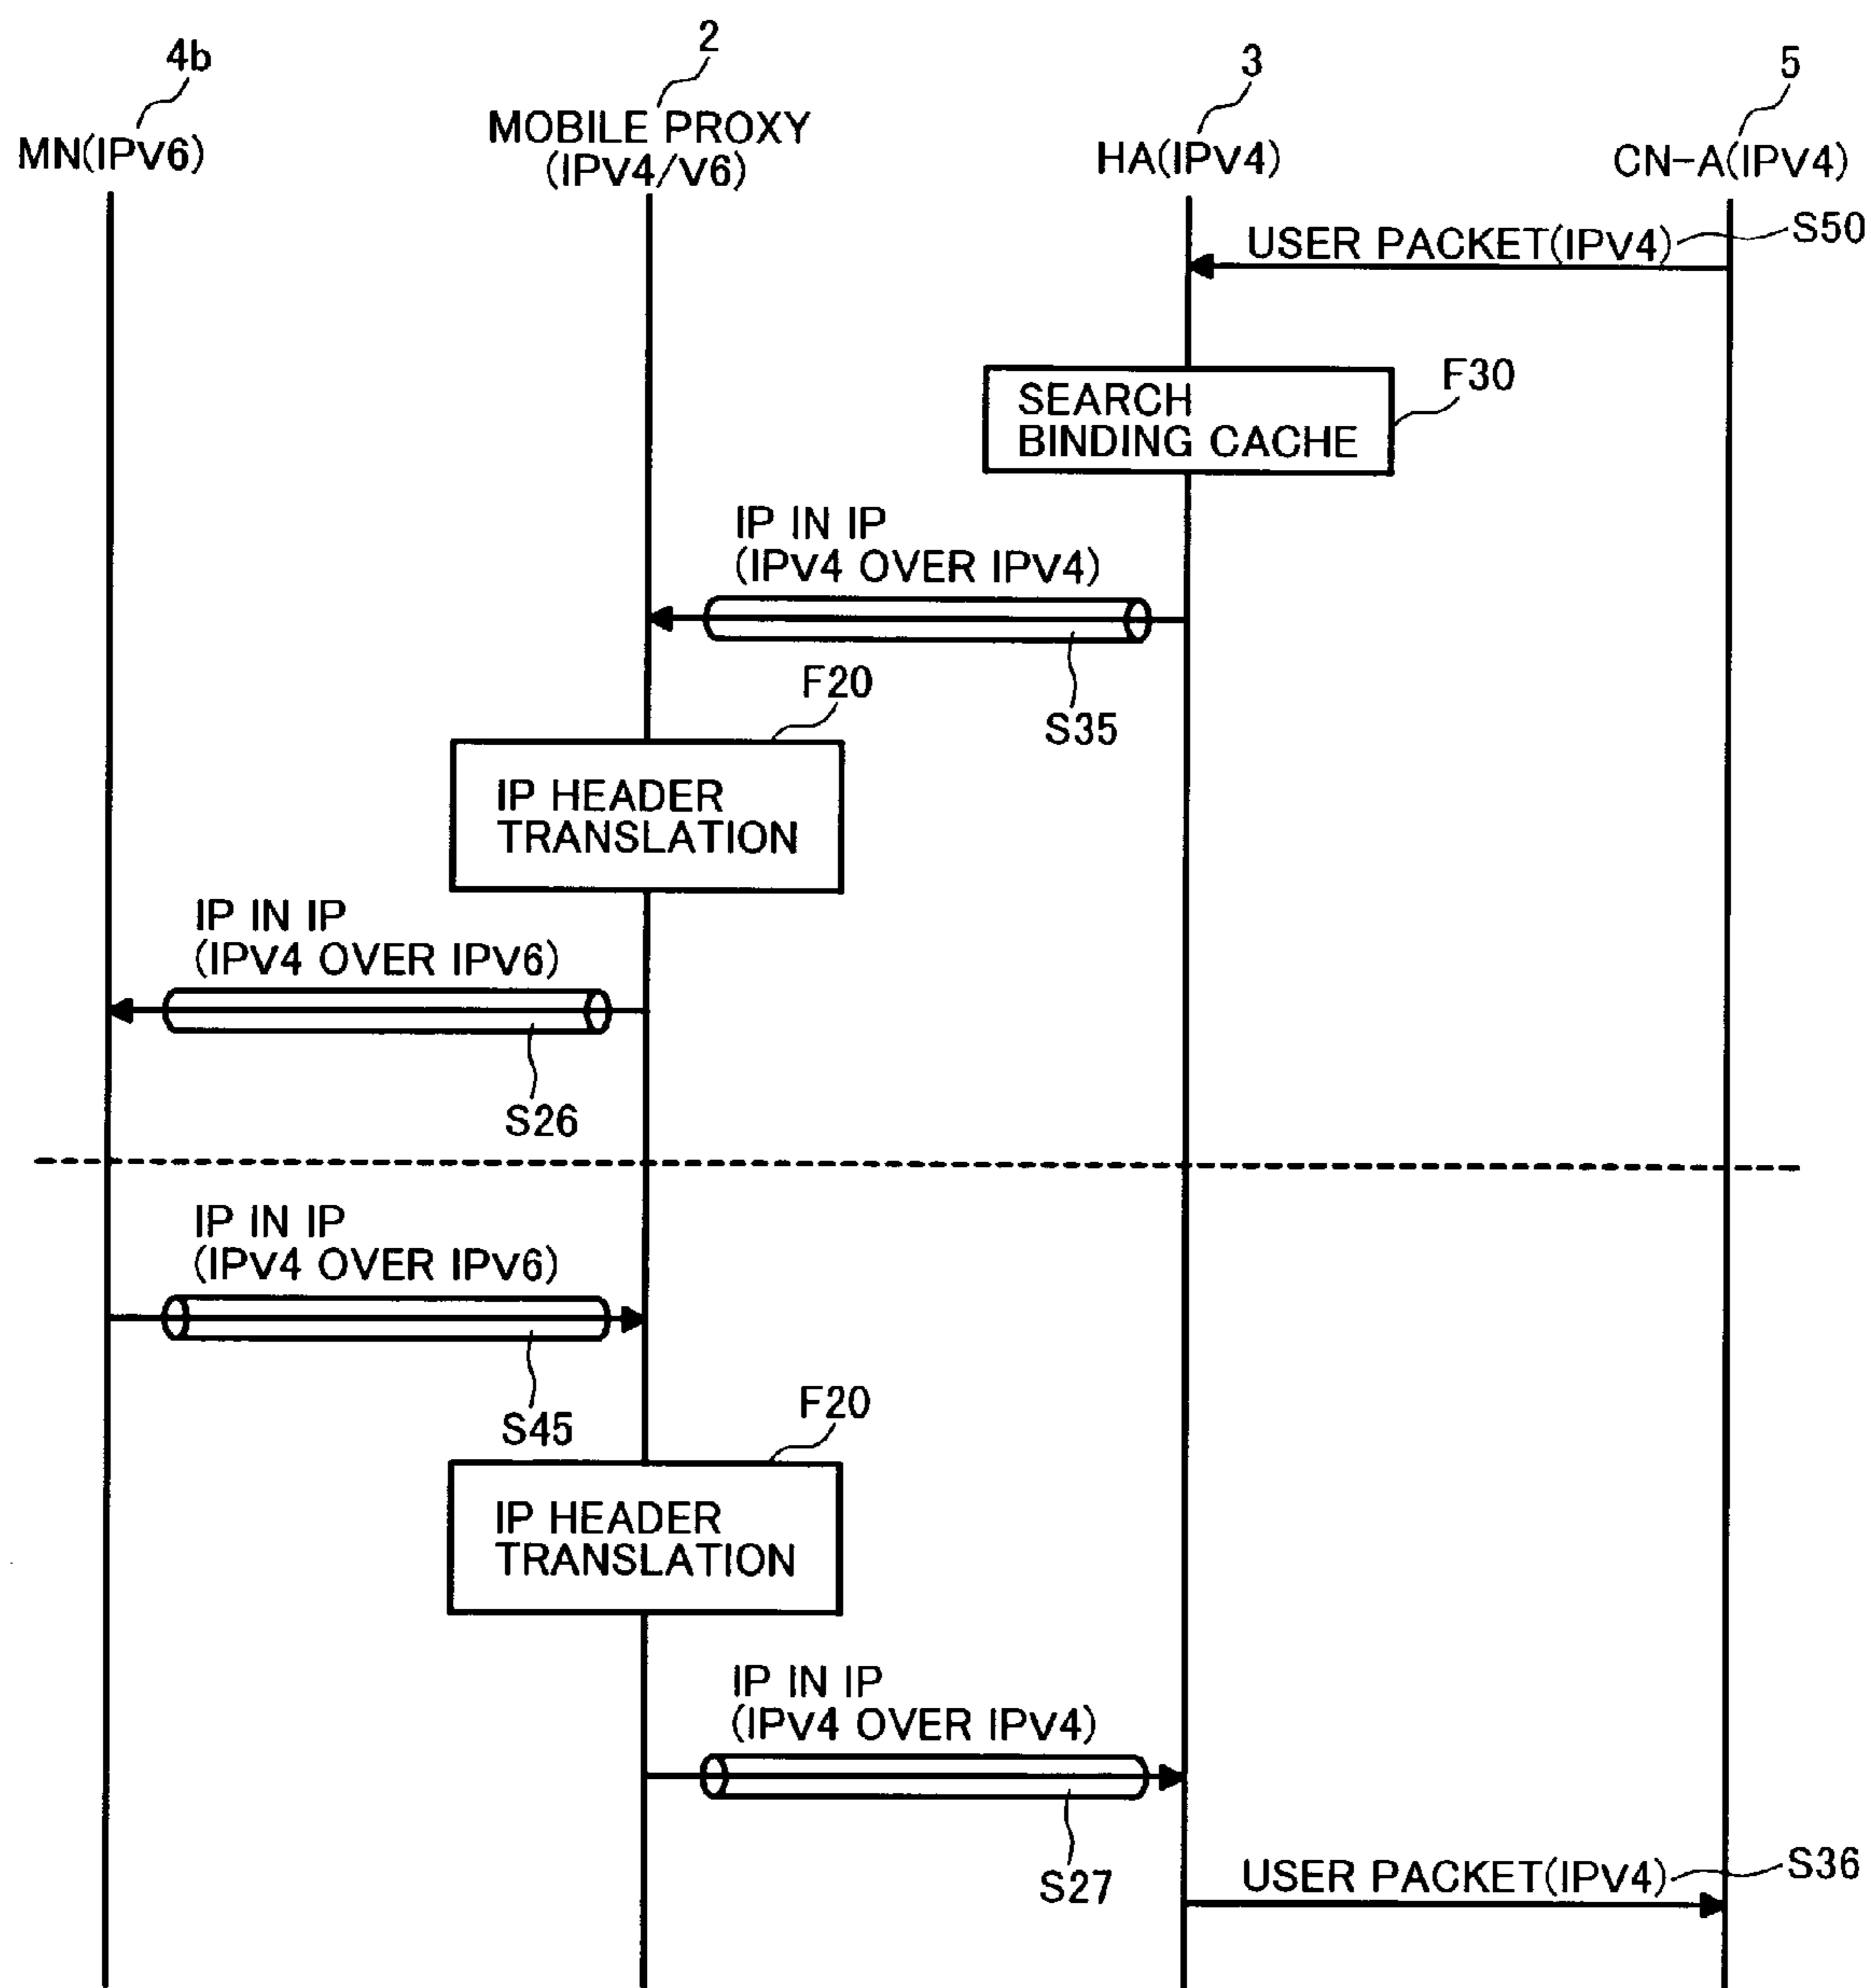 4b
2
3
5
MN(IPV6)
MOBILE PROXY
(IPV4/V6)
HA(IPV4)
CN-A(IPV4)
USER PACKET(IPV4)
S50
SEARCH
BINDING CACHE
F30
IP IN IP
(IPV4 OVER IPV4)
S35
F20
IP HEADER
TRANSLATION
IP IN IP
(IPV4 OVER IPV6)
S26
IP IN IP
(IPV4 OVER IPV6)
S45
F20
IP HEADER
TRANSLATION
IP IN IP
(IPV4 OVER IPV4)
S27
USER PACKET(IPV4)
S36